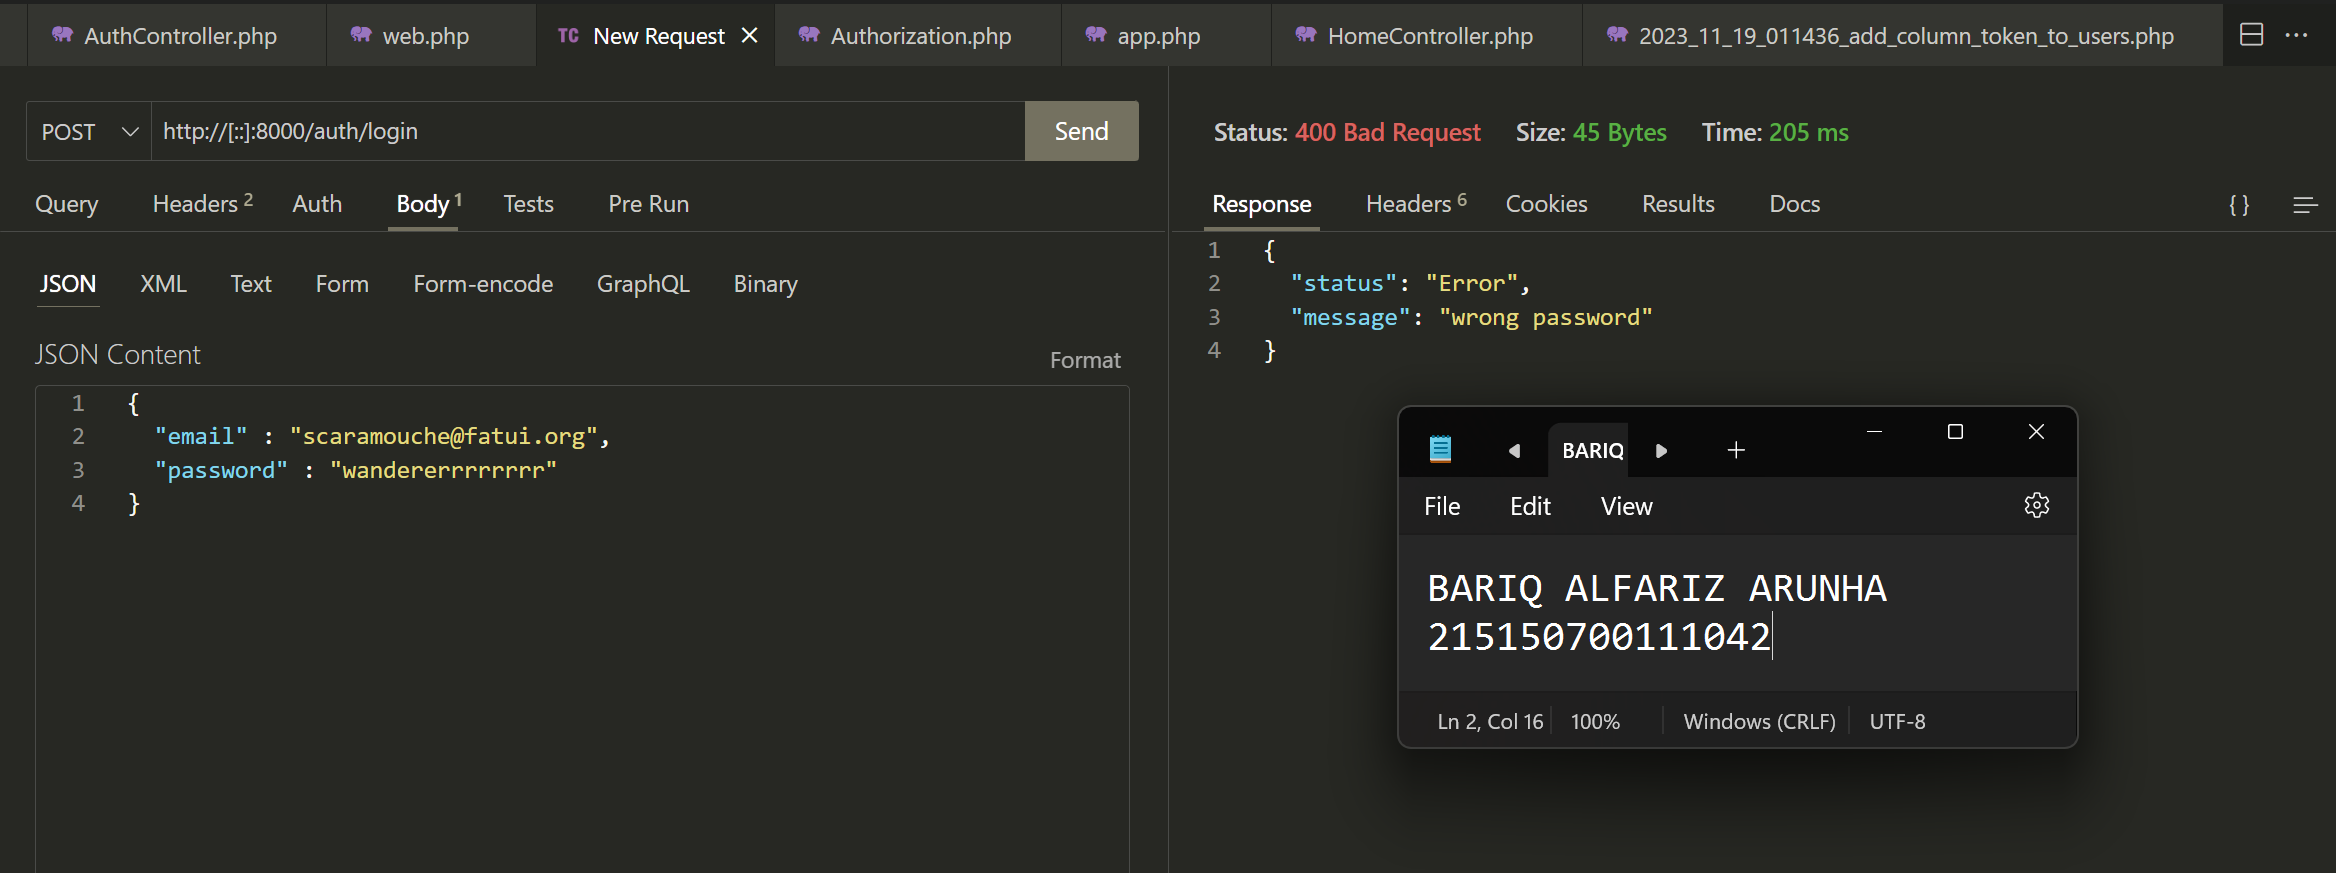 AuthController.php web.php TC New Request Authorization.php app.php HomeController.php 2023_11_19_011436_add_column_token_to_users.php
POST http://[::]:8000/auth/login Send
Query Headers 2 Auth Body 1 Tests Pre Run
JSON XML Text Form Form-encode GraphQL Binary
JSON Content Format
1 {
2 "email" : "scaramouche@fatui.org",
3 "password" : "wandererrrrrrrr"
4 }
Status: 400 Bad Request Size: 45 Bytes Time: 205 ms
Response Headers 6 Cookies Results Docs { }
1 {
2 "status": "Error",
3 "message": "wrong password"
4 }
BARIQ
File Edit View
BARIQ ALFARIZ ARUNHA
215150700111042
Ln 2, Col 16 100% Windows (CRLF) UTF-8